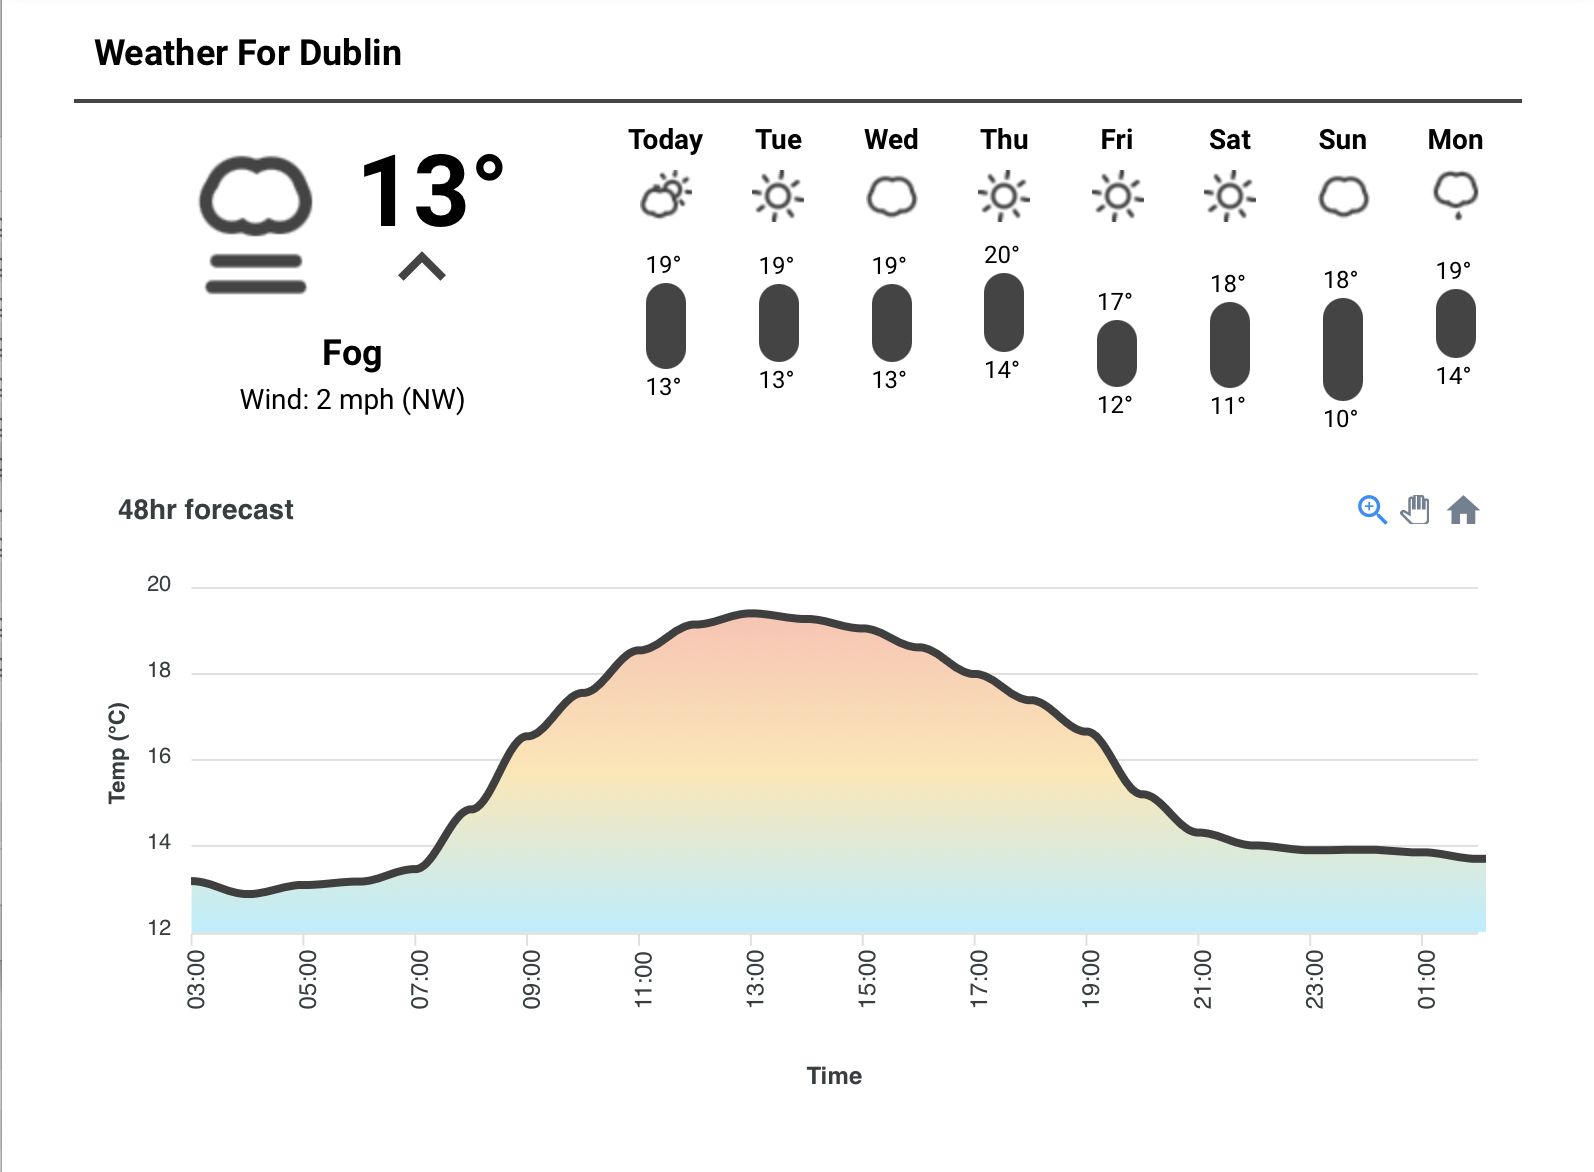 Weather For Dublin
13°
Fog
Wind: 2 mph (NW)
Today Tue Wed Thu Fri Sat Sun Mon
19° 19° 19° 20° 17° 18° 18° 19°
13° 13° 13° 14° 12° 11° 10° 14°
48hr forecast
20
18
16
14
12
Temp (°C)
03:00 05:00 07:00 09:00 11:00 13:00 15:00 17:00 19:00 21:00 23:00 01:00
Time